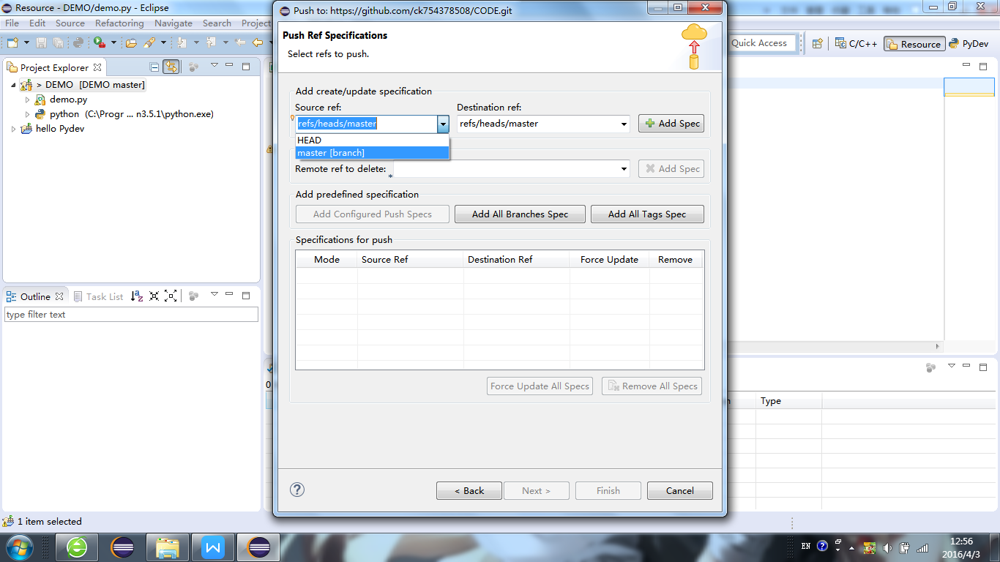 Resource - DEMO/demo.py - Eclipse
File Edit Source Refactoring Navigate Search Project
Quick Access
C/C++
Resource
PyDev
Project Explorer
> DEMO [DEMO master]
demo.py
python (C:\Progr ... n3.5.1\python.exe)
hello Pydev
Outline
Task List
type filter text
1 item selected
Push to: https://github.com/ck754378508/CODE.git
Push Ref Specifications
Select refs to push.
Add create/update specification
Source ref:
Destination ref:
refs/heads/master
refs/heads/master
Add Spec
HEAD
master [branch]
Remote ref to delete:
Add Spec
Add predefined specification
Add Configured Push Specs
Add All Branches Spec
Add All Tags Spec
Specifications for push
Mode Source Ref Destination Ref Force Update Remove
Force Update All Specs
Remove All Specs
< Back
Next >
Finish
Cancel
Type
EN
12:56
2016/4/3